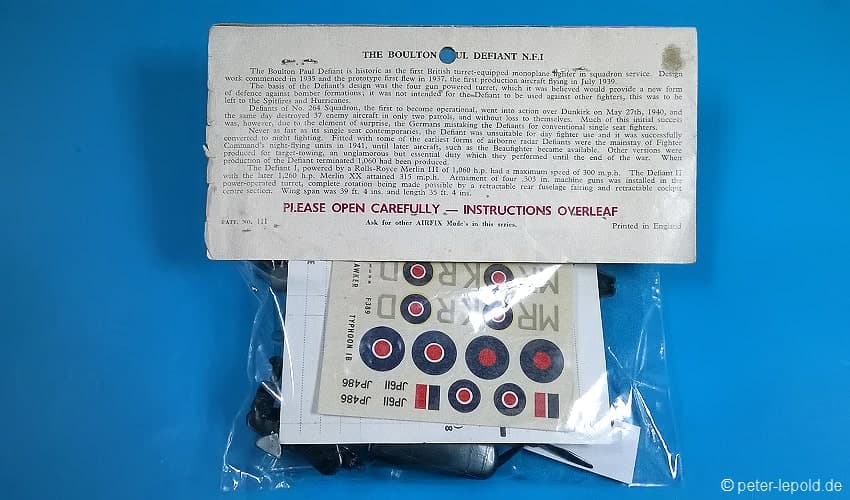 THE BOULTON PAUL DEFIANT N.F.I
The Boulton Paul Defiant is historic as the first British turret-equipped monoplane fighter in squadron service. Design
work commenced in 1935 and the prototype first flew in 1937, the first production aircraft flying in July 1939.
The basis of the Defiant's design was the four gun powered turret, which it was believed would provide a new form
of defence against bomber formations; it was not intended for the Defiant to be used against other fighters, this was to be
left to the Spitfires and Hurricanes.
Defiants of No. 264 Squadron, the first to become operational, went into action over Dunkirk on May 27th, 1940, and
the same day destroyed 37 enemy aircraft in only two patrols, and without loss to themselves. Much of this initial success
was, however, due to the element of surprise, the Germans mistaking the Defiants for conventional single seat fighters.
Never as fast as its single seat contemporaries, the Defiant was unsuitable for day fighter use and it was successfully
converted to night fighting. Fitted with some of the earliest forms of airborne radar Defiants were the mainstay of Fighter
Command's night-flying units in 1941, until later aircraft, such as the Beaufighter became available. Other versions were
produced for target-towing, an unglamorous but essential duty which they performed until the end of the war. When
production of the Defiant terminated 1,060 had been produced.
The Defiant I, powered by a Rolls-Royce Merlin III of 1,060 h.p. had a maximum speed of 300 m.p.h. The Defiant II
with the later 1,260 h.p. Merlin XX attained 315 m.p.h. Armament of four .303 in. machine guns was installed in the
power-operated turret, complete rotation being made possible by a retractable rear fuselage fairing and retractable cockpit
centre section. Wing span was 39 ft. 4 ins. and length 35 ft. 4 ins.
PLEASE OPEN CAREFULLY — INSTRUCTIONS OVERLEAF
PATT. NO. 111
Ask for other AIRFIX Mode's in this series.
Printed in England
MR KR D
MR KR D
HAWKER
F389
TYPHOON IB
JP486
JP611
JP611
JP486
8
© peter-lepold.de